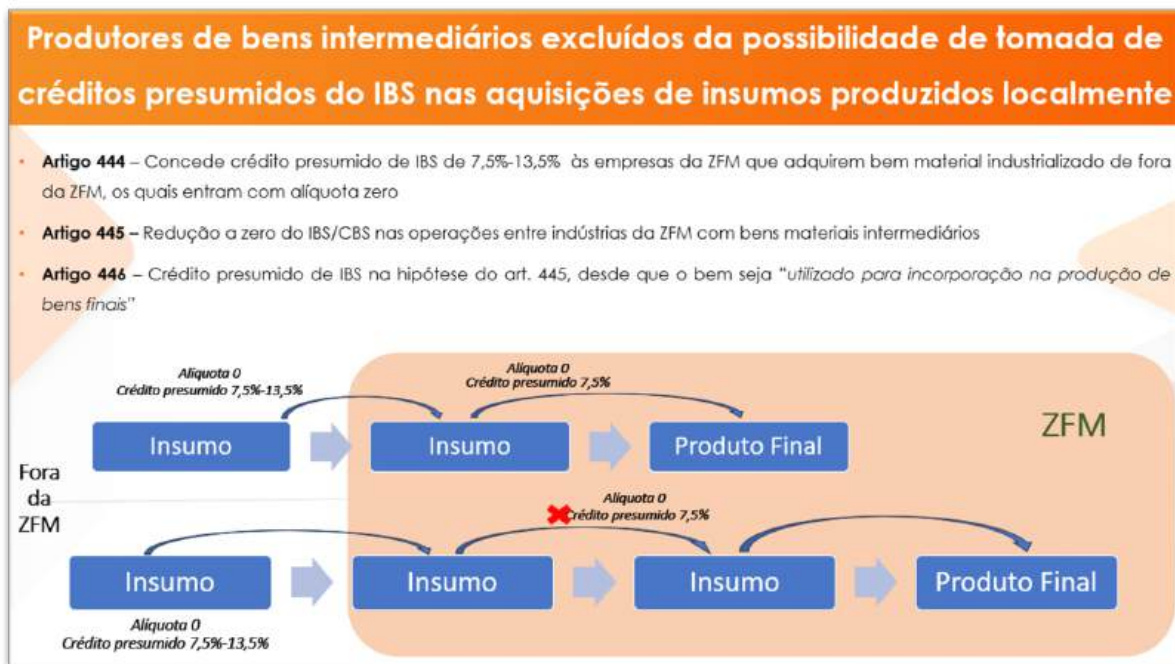 Produtores de bens intermediários excluídos da possibilidade de tomada de
créditos presumidos do IBS nas aquisições de insumos produzidos localmente
• Artigo 444 – Concede crédito presumido de IBS de 7,5%-13,5% às empresas da ZFM que adquirem bem material industrializado de fora
da ZFM, os quais entram com alíquota zero
• Artigo 445 – Redução a zero do IBS/CBS nas operações entre indústrias da ZFM com bens materiais intermediários
• Artigo 446 – Crédito presumido de IBS na hipótese do art. 445, desde que o bem seja “utilizado para incorporação na produção de
bens finais”
Alíquota 0
Crédito presumido 7,5%-13,5%
Alíquota 0
Crédito presumido 7,5%
ZFM
Insumo
Insumo
Produto Final
Fora
da
ZFM
Alíquota 0
Crédito presumido 7,5%
Insumo
Insumo
Insumo
Produto Final
Alíquota 0
Crédito presumido 7,5%-13,5%